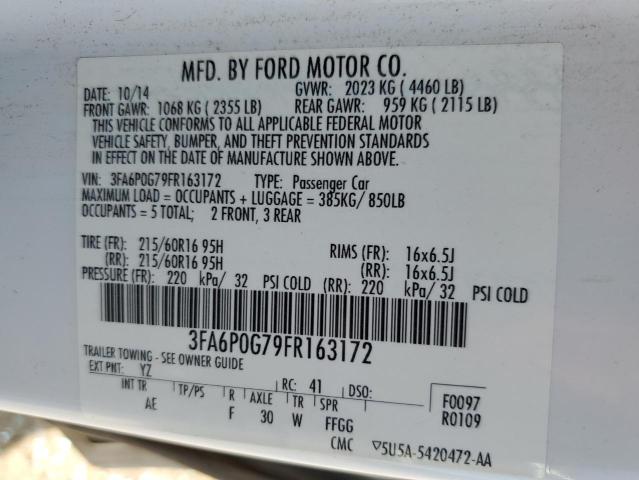 MFD. BY FORD MOTOR CO.
DATE: 10/14 GVWR: 2023 KG ( 4460 LB)
FRONT GAWR: 1068 KG ( 2355 LB) REAR GAWR: 959 KG ( 2115 LB)
THIS VEHICLE CONFORMS TO ALL APPLICABLE FEDERAL MOTOR
VEHICLE SAFETY, BUMPER, AND THEFT PREVENTION STANDARDS
IN EFFECT ON THE DATE OF MANUFACTURE SHOWN ABOVE.
VIN: 3FA6P0G79FR163172 TYPE: Passenger Car
MAXIMUM LOAD = OCCUPANTS + LUGGAGE = 385KG/ 850LB
OCCUPANTS = 5 TOTAL; 2 FRONT, 3 REAR
TIRE (FR): 215/60R16 95H RIMS (FR): 16x6.5J
(RR): 215/60R16 95H (RR): 16x6.5J
PRESSURE (FR): 220 kPa/ 32 PSI COLD (RR): 220 kPa/ 32 PSI COLD
3FA6P0G79FR163172
TRAILER TOWING - SEE OWNER GUIDE
EXT PNT: YZ RC: 41 DSO: F0097
INT TR TP/PS R AXLE TR SPR R0109
AE F 30 W FFGG
CMC ▽5U5A-5420472-AA